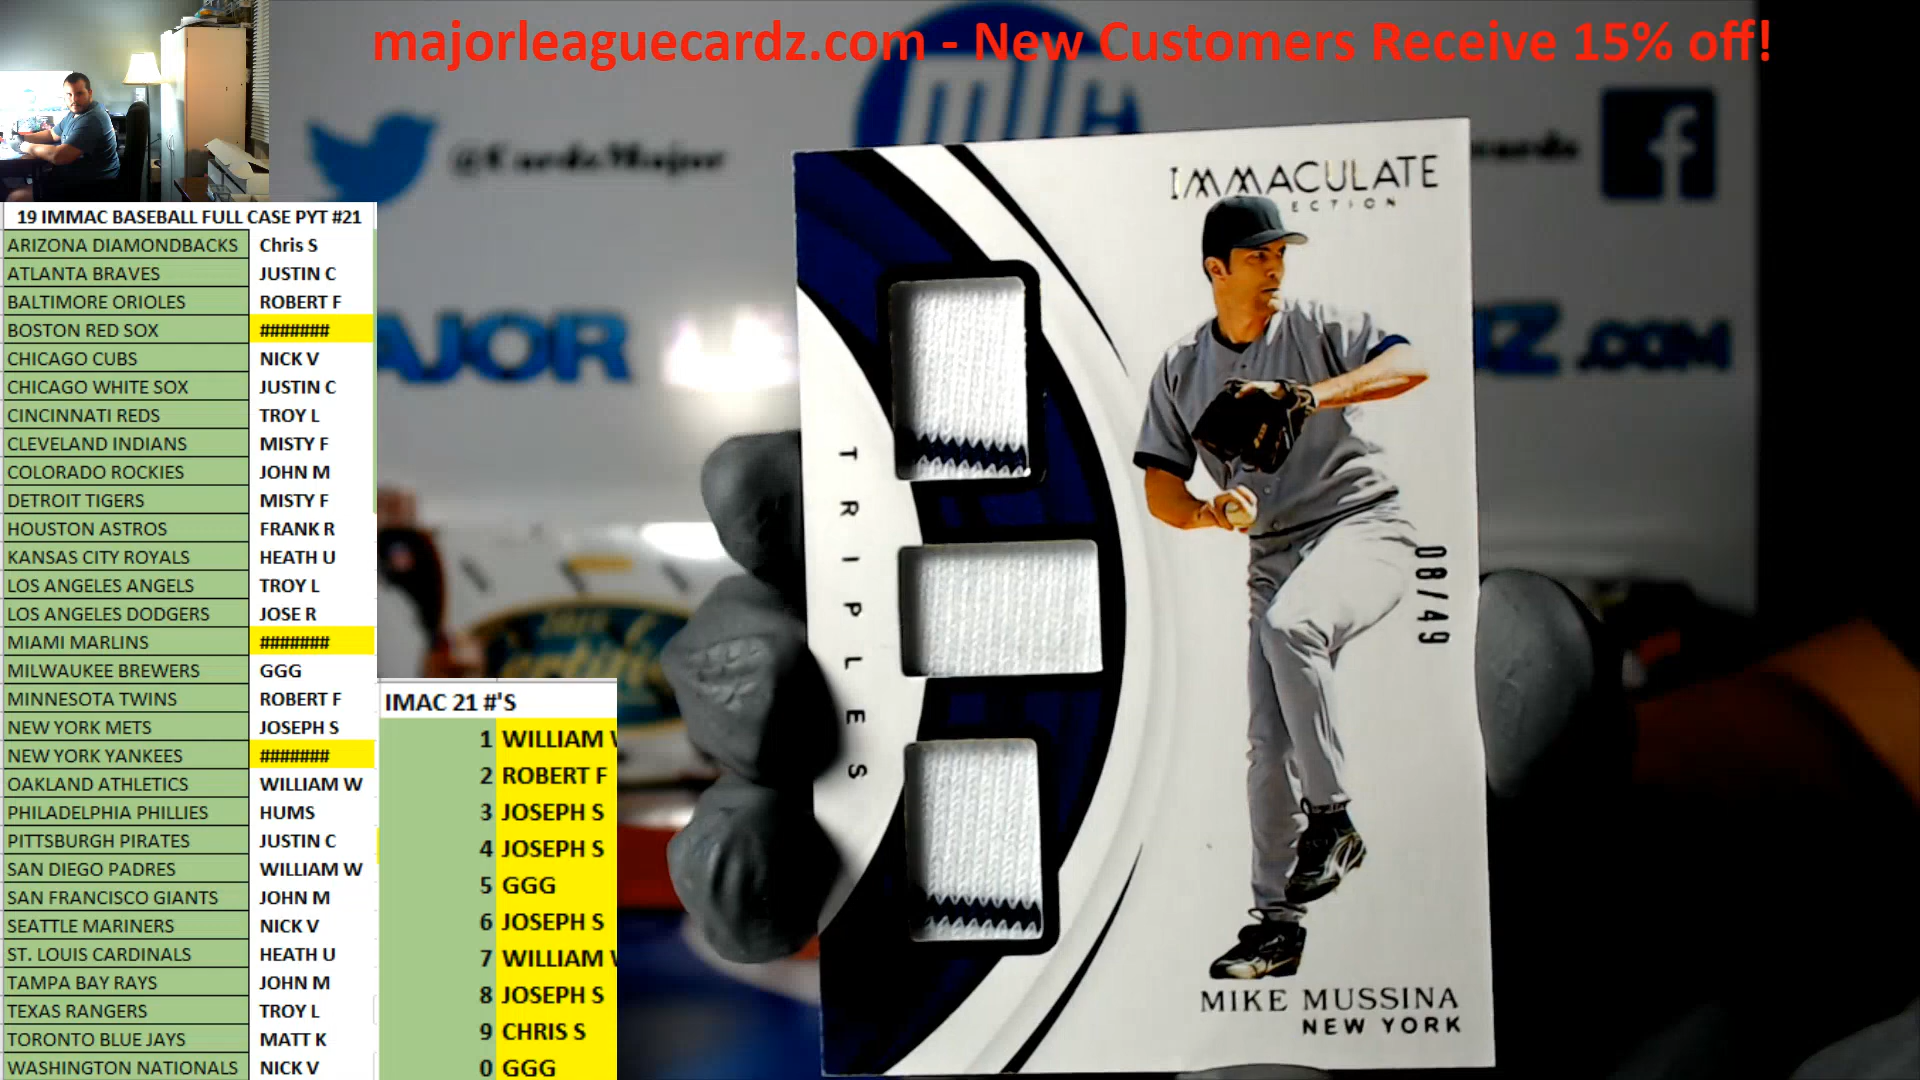 majorleaguecardz.com - New Customers Receive 15% off!
@CardzMajor
MAJOR
.COM
19 IMMAC BASEBALL FULL CASE PYT #21
ARIZONA DIAMONDBACKS Chris S
ATLANTA BRAVES JUSTIN C
BALTIMORE ORIOLES ROBERT F
BOSTON RED SOX #######
CHICAGO CUBS NICK V
CHICAGO WHITE SOX JUSTIN C
CINCINNATI REDS TROY L
CLEVELAND INDIANS MISTY F
COLORADO ROCKIES JOHN M
DETROIT TIGERS MISTY F
HOUSTON ASTROS FRANK R
KANSAS CITY ROYALS HEATH U
LOS ANGELES ANGELS TROY L
LOS ANGELES DODGERS JOSE R
MIAMI MARLINS #######
MILWAUKEE BREWERS GGG
MINNESOTA TWINS ROBERT F
NEW YORK METS JOSEPH S
NEW YORK YANKEES #######
OAKLAND ATHLETICS WILLIAM W
PHILADELPHIA PHILLIES HUMS
PITTSBURGH PIRATES JUSTIN C
SAN DIEGO PADRES WILLIAM W
SAN FRANCISCO GIANTS JOHN M
SEATTLE MARINERS NICK V
ST. LOUIS CARDINALS HEATH U
TAMPA BAY RAYS JOHN M
TEXAS RANGERS TROY L
TORONTO BLUE JAYS MATT K
WASHINGTON NATIONALS NICK V
IMAC 21 #'S
1 WILLIAM W
2 ROBERT F
3 JOSEPH S
4 JOSEPH S
5 GGG
6 JOSEPH S
7 WILLIAM W
8 JOSEPH S
9 CHRIS S
0 GGG
IMMACULATE
ECTION
TRIPLES
08/49
MIKE MUSSINA
NEW YORK